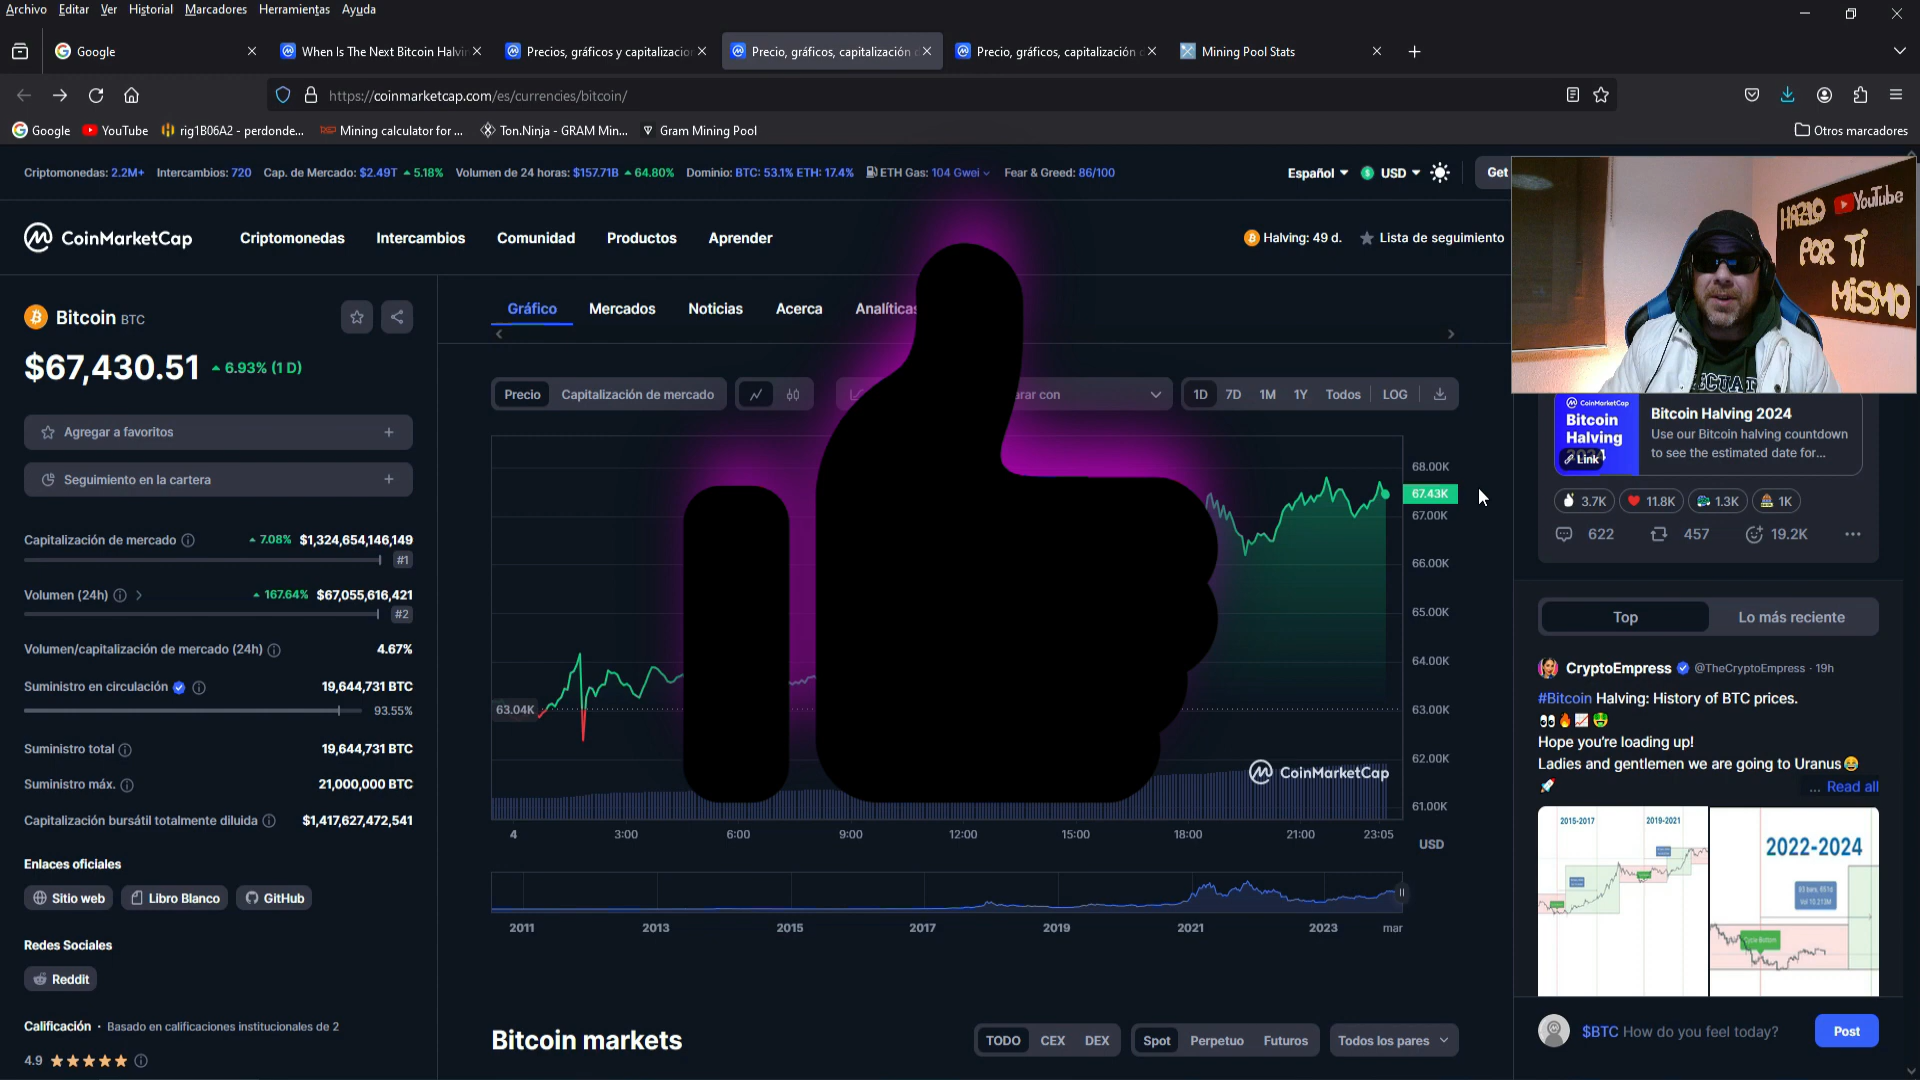 Archivo Editar Ver Historial Marcadores Herramientas Ayuda
Google
When Is The Next Bitcoin Halvi
Precios, gráficos y capitalizacio
Precio, gráficos, capitalización
Precio, gráficos, capitalización
Mining Pool Stats
https://coinmarketcap.com/es/currencies/bitcoin/
Google YouTube rig1B06A2 - perdonde... Mining calculator for ... Ton.Ninja - GRAM Min... Gram Mining Pool Otros marcadores
Criptomonedas: 2.2M+ Intercambios: 720 Cap. de Mercado: $2.49T 5.18% Volumen de 24 horas: $157.71B 64.80% Dominio: BTC: 53.1% ETH: 17.4% ETH Gas: 104 Gwei Fear & Greed: 86/100
Español USD Get
CoinMarketCap Criptomonedas Intercambios Comunidad Productos Aprender
Halving: 49 d. Lista de seguimiento
HAZLO YouTube
POR TI
MISMO
Bitcoin BTC
$67,430.51 6.93% (1 D)
Agregar a favoritos +
Seguimiento en la cartera +
Capitalización de mercado 7.08% $1,324,654,146,149
#1
Volumen (24h) 167.64% $67,055,616,421
#2
Volumen/capitalización de mercado (24h) 4.67%
Suministro en circulación 19,644,731 BTC
93.55%
Suministro total 19,644,731 BTC
Suministro máx. 21,000,000 BTC
Capitalización bursátil totalmente diluida $1,417,627,472,541
Enlaces oficiales
Sitio web Libro Blanco GitHub
Redes Sociales
Reddit
Calificación · Basado en calificaciones institucionales de 2
4.9
Gráfico Mercados Noticias Acerca Analíticas
Precio Capitalización de mercado arar con 1D 7D 1M 1Y Todos LOG
68.00K
67.43K
67.00K
66.00K
65.00K
64.00K
63.04K
63.00K
62.00K
61.00K
CoinMarketCap
4 3:00 6:00 9:00 12:00 15:00 18:00 21:00 23:05
USD
2011 2013 2015 2017 2019 2021 2023 mar
Bitcoin markets
TODO CEX DEX Spot Perpetuo Futuros Todos los pares
CoinMarketCap
Bitcoin
Halving
Link
Bitcoin Halving 2024
Use our Bitcoin halving countdown
to see the estimated date for...
3.7K 11.8K 1.3K 1K
622 457 19.2K
Top Lo más reciente
CryptoEmpress @TheCryptoEmpress · 19h
#Bitcoin Halving: History of BTC prices.
Hope you're loading up!
Ladies and gentlemen we are going to Uranus
... Read all
2015-2017 2019-2021
2022-2024
Cycle Bottom
$BTC How do you feel today?
Post